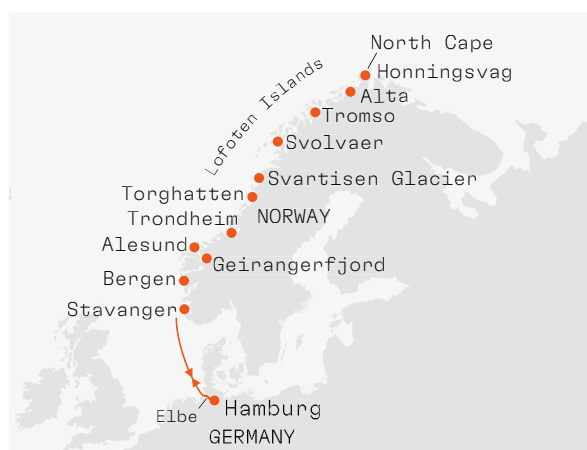 North Cape
Honningsvag
Lofoten Islands
Alta
Tromso
Svolvaer
Svartisen Glacier
Torghatten
Trondheim
NORWAY
Alesund
Geirangerfjord
Bergen
Stavanger
Elbe
Hamburg
GERMANY